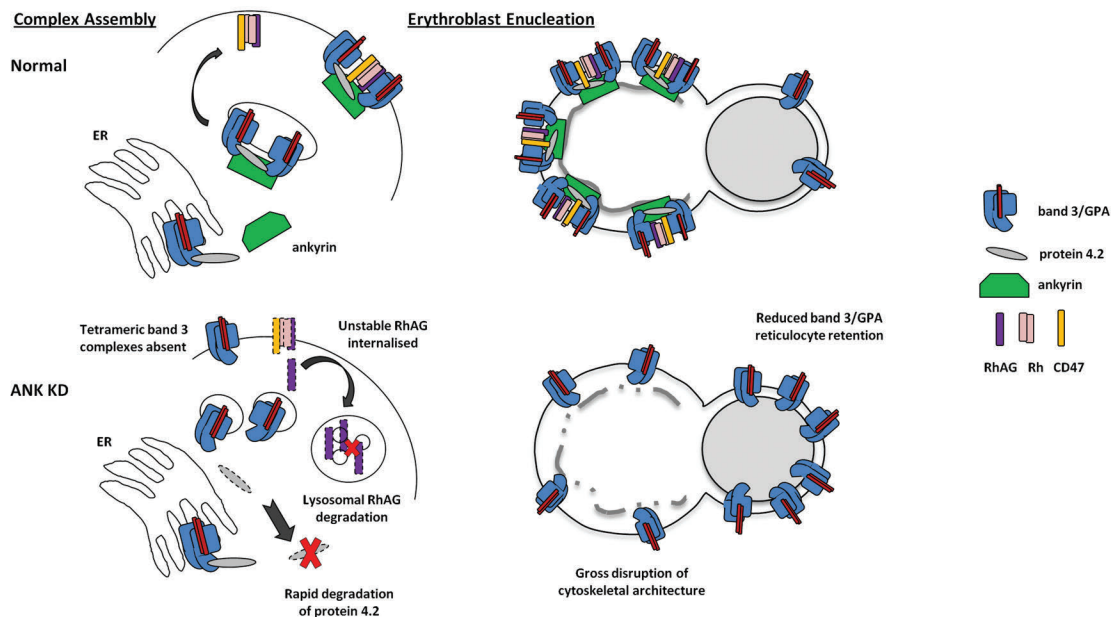 Complex Assembly
Erythroblast Enucleation
Normal
ER
ankyrin
band 3/GPA
protein 4.2
ankyrin
RhAG Rh CD47
ANK KD
Tetrameric band 3
complexes absent
Unstable RhAG
internalised
ER
Lysosomal RhAG
degradation
Rapid degradation
of protein 4.2
Reduced band 3/GPA
reticulocyte retention
Gross disruption of
cytoskeletal architecture